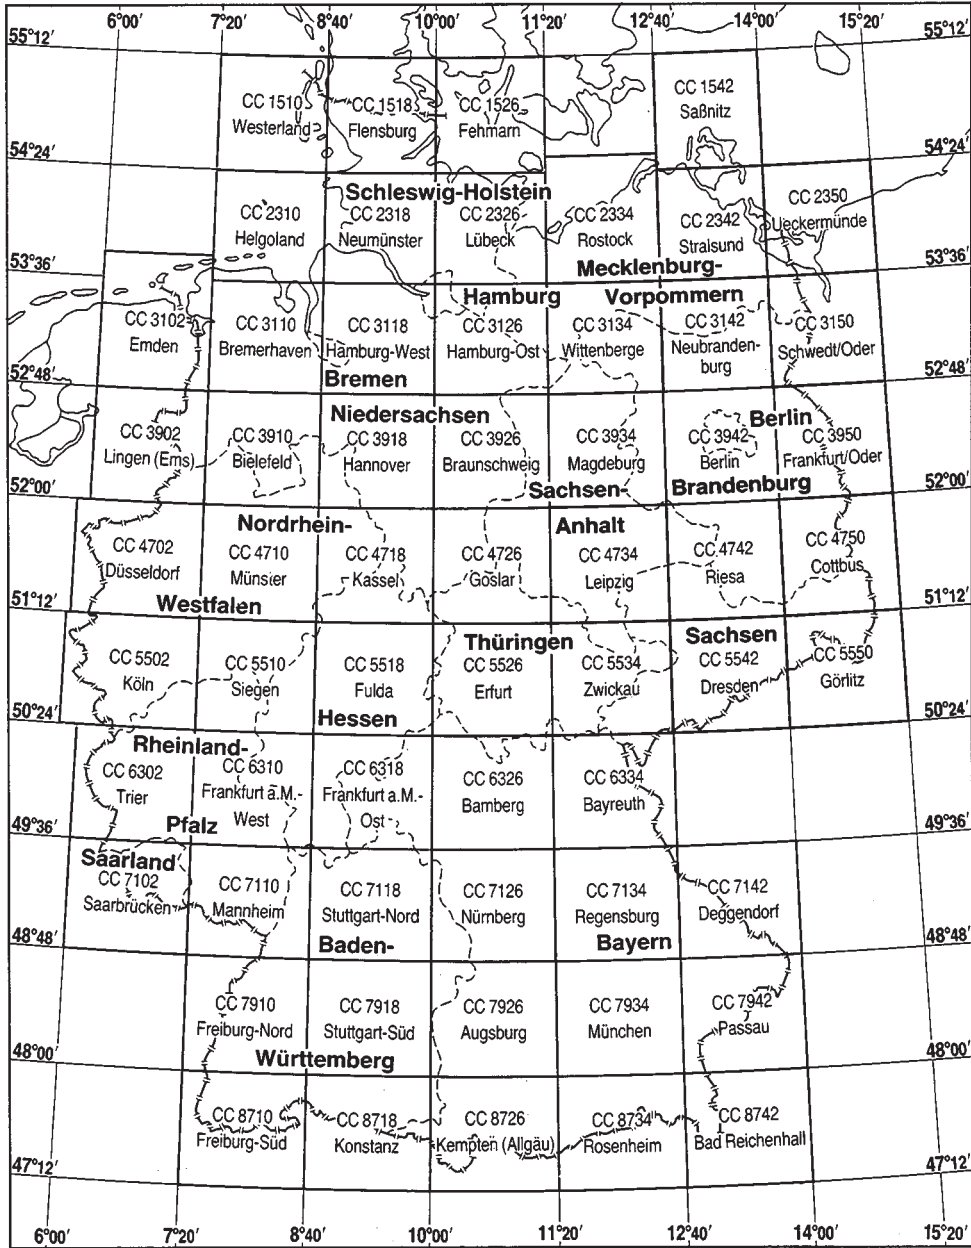 6°00′ 7°20′ 8°40′ 10°00′ 11°20′ 12°40′ 14°00′ 15°20′
55°12′ 55°12′
CC 1510 CC 1518 CC 1526 CC 1542
Westerland Flensburg Fehmarn Saßnitz
54°24′ 54°24′
Schleswig-Holstein
CC 2310 CC 2318 CC 2326 CC 2334 CC 2342 CC 2350
Helgoland Neumünster Lübeck Rostock Stralsund Ueckermünde
53°36′ Mecklenburg- 53°36′
Hamburg Vorpommern
CC 3102 CC 3110 CC 3118 CC 3126 CC 3134 CC 3142 CC 3150
Emden Bremerhaven Hamburg-West Hamburg-Ost Wittenberge Neubranden- Schwedt/Oder
burg
52°48′ Bremen 52°48′
Niedersachsen Berlin
CC 3902 CC 3910 CC 3918 CC 3926 CC 3934 CC 3942 CC 3950
Lingen (Ems) Bielefeld Hannover Braunschweig Magdeburg Berlin Frankfurt/Oder
52°00′ Sachsen- Brandenburg 52°00′
Nordrhein- Anhalt
CC 4702 CC 4710 CC 4718 CC 4726 CC 4734 CC 4742 CC 4750
Düsseldorf Münster Kassel Goslar Leipzig Riesa Cottbus
51°12′ Westfalen 51°12′
Thüringen Sachsen
CC 5502 CC 5510 CC 5518 CC 5526 CC 5534 CC 5542 CC 5550
Köln Siegen Fulda Erfurt Zwickau Dresden Görlitz
50°24′ Hessen 50°24′
Rheinland-
CC 6302 CC 6310 CC 6318 CC 6326 CC 6334
Trier Frankfurt a.M.- Frankfurt a.M.- Bamberg Bayreuth
West Ost
49°36′ Pfalz 49°36′
Saarland
CC 7102 CC 7110 CC 7118 CC 7126 CC 7134 CC 7142
Saarbrücken Mannheim Stuttgart-Nord Nürnberg Regensburg Deggendorf
48°48′ Baden- Bayern 48°48′
CC 7910 CC 7918 CC 7926 CC 7934 CC 7942
Freiburg-Nord Stuttgart-Süd Augsburg München Passau
48°00′ Württemberg 48°00′
CC 8710 CC 8718 CC 8726 CC 8734 CC 8742
Freiburg-Süd Konstanz Kempten (Allgäu) Rosenheim Bad Reichenhall
47°12′ 47°12′
6°00′ 7°20′ 8°40′ 10°00′ 11°20′ 12°40′ 14°00′ 15°20′